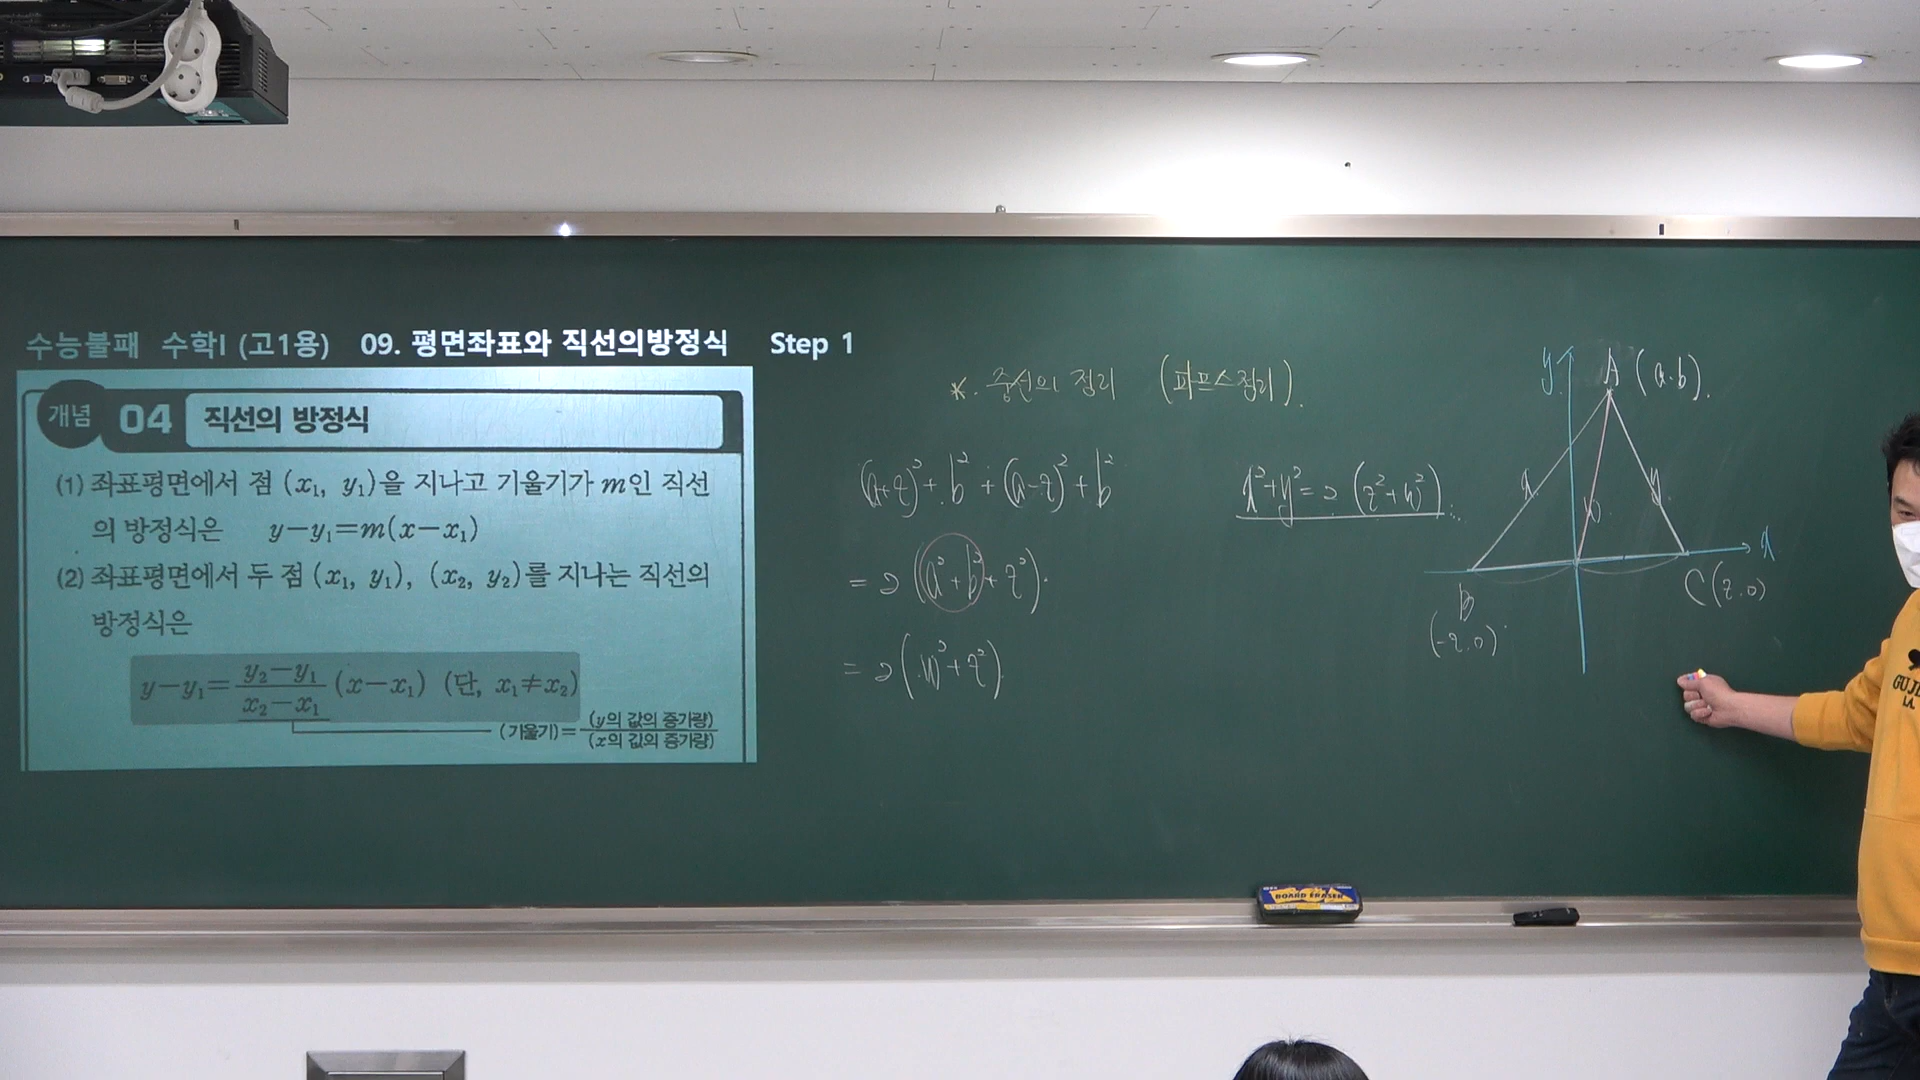 수능불패 수학I (고1용) 09. 평면좌표와 직선의방정식 Step 1
개념 04 직선의 방정식
(1) 좌표평면에서 점 (x₁, y₁)을 지나고 기울기가 m인 직선
의 방정식은 y−y₁=m(x−x₁)
(2) 좌표평면에서 두 점 (x₁, y₁), (x₂, y₂)를 지나는 직선의
방정식은
y−y₁=(y₂−y₁)/(x₂−x₁)(x−x₁) (단, x₁≠x₂)
(기울기)=(y의 값의 증가량)/(x의 값의 증가량)
*. 중선의 정리 (파프스정리).
(a+z)²+b²+(a-z)²+b²
=2(a²+b²+z²).
=2(w²+z²).
x²+y²=2(z²+w²).
y
A(a.b).
x
w
y
x
B
(-z.0)
C(z.0)
BOARD ERASER